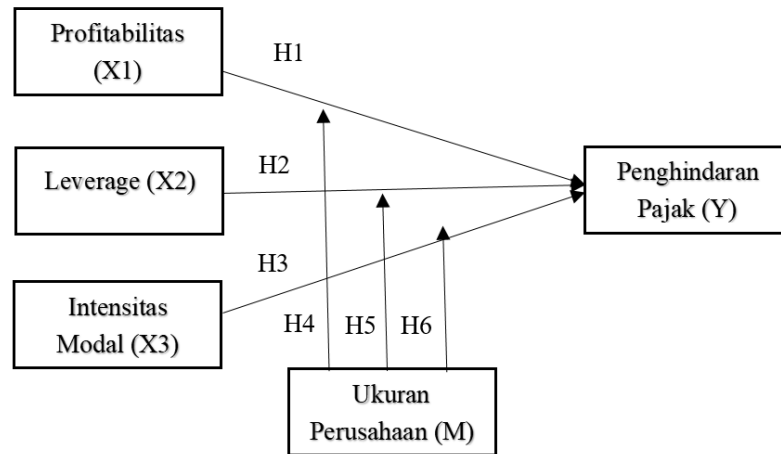 Profitabilitas
(X1)
H1
Leverage (X2)
H2
Penghindaran
Pajak (Y)
H3
Intensitas
Modal (X3)
H4
H5
H6
Ukuran
Perusahaan (M)